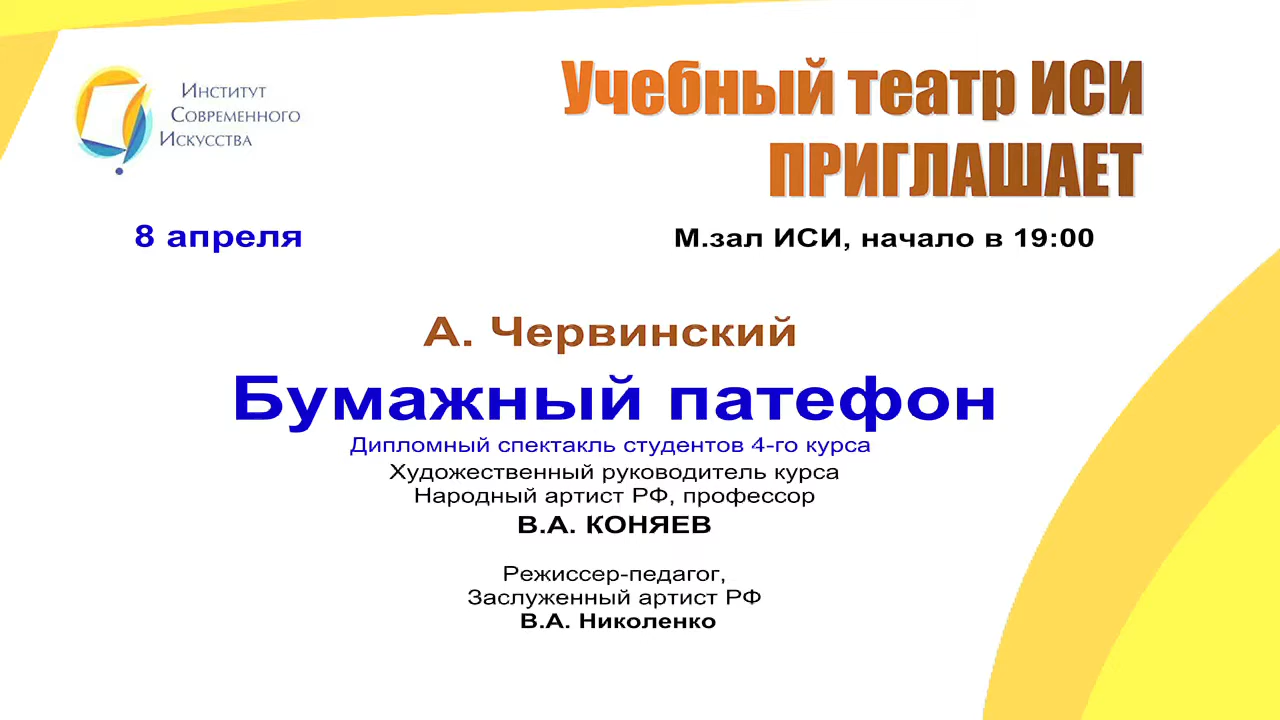 Институт
Современного
Искусства
Учебный театр ИСИ
ПРИГЛАШАЕТ
8 апреля
М.зал ИСИ, начало в 19:00
А. Червинский
Бумажный патефон
Дипломный спектакль студентов 4-го курса
Художественный руководитель курса
Народный артист РФ, профессор
В.А. КОНЯЕВ
Режиссер-педагог,
Заслуженный артист РФ
В.А. Николенко